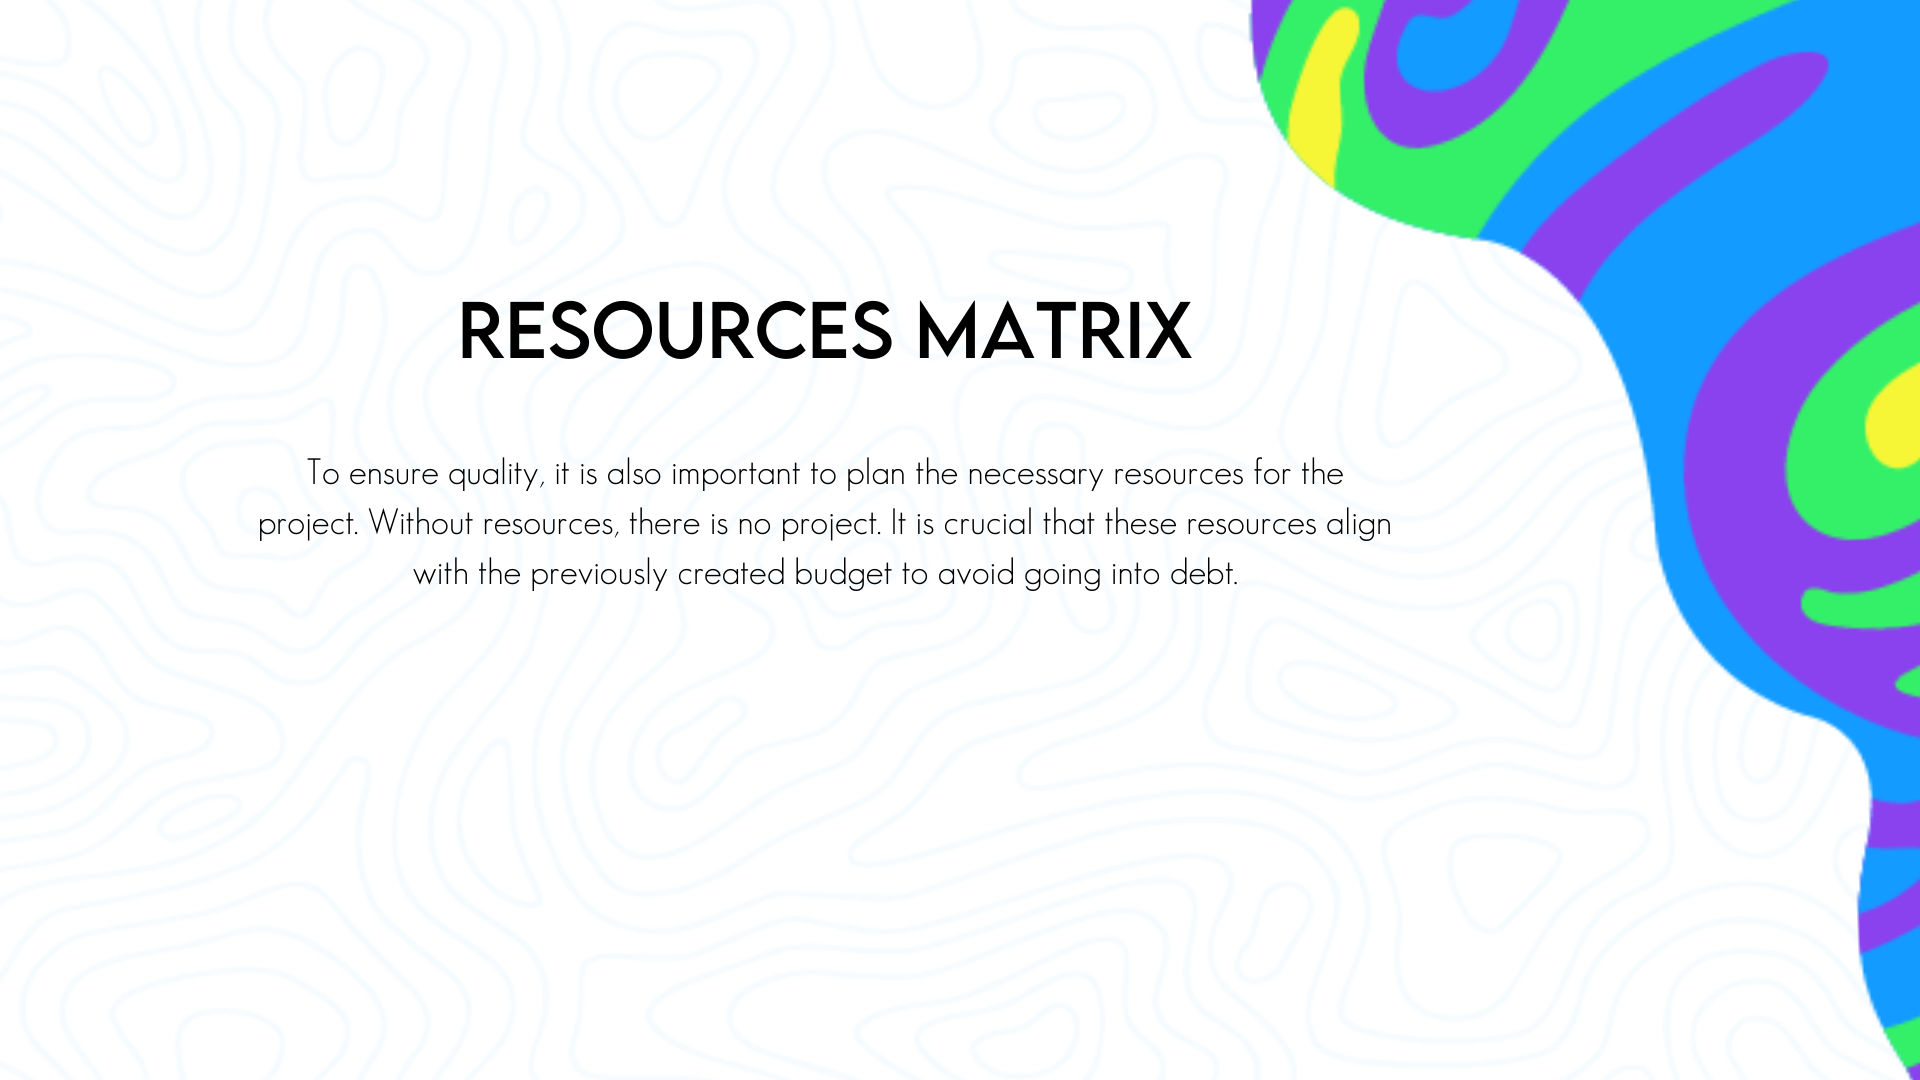 RESOURCES MATRIX
To ensure quality, it is also important to plan the necessary resources for the
project. Without resources, there is no project. It is crucial that these resources align
with the previously created budget to avoid going into debt.